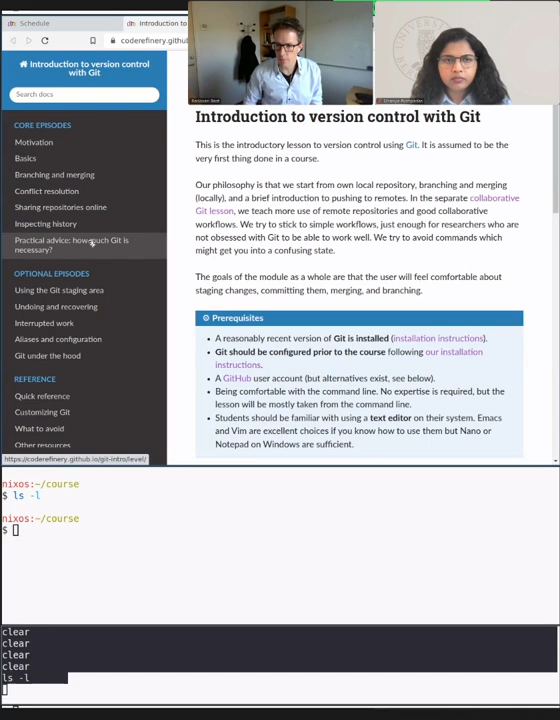 Schedule
Introduction to
coderefinery.github
Introduction to version control
with Git
Search docs
CORE EPISODES
Motivation
Basics
Branching and merging
Conflict resolution
Sharing repositories online
Inspecting history
Practical advice: how much Git is
necessary?
OPTIONAL EPISODES
Using the Git staging area
Undoing and recovering
Interrupted work
Aliases and configuration
Git under the hood
REFERENCE
Quick reference
Customizing Git
What to avoid
Other resources
https://coderefinery.github.io/git-intro/level/
Introduction to version control with Git
This is the introductory lesson to version control using Git. It is assumed to be the
very first thing done in a course.
Our philosophy is that we start from own local repository, branching and merging
(locally), and a brief introduction to pushing to remotes. In the separate collaborative
Git lesson, we teach more use of remote repositories and good collaborative
workflows. We try to stick to simple workflows, just enough for researchers who are
not obsessed with Git to be able to work well. We try to avoid commands which
might get you into a confusing state.
The goals of the module as a whole are that the user will feel comfortable about
staging changes, committing them, merging, and branching.
Prerequisites
• A reasonably recent version of Git is installed (installation instructions).
• Git should be configured prior to the course following our installation
instructions.
• A GitHub user account (but alternatives exist, see below).
• Being comfortable with the command line. No expertise is required, but the
lesson will be mostly taken from the command line.
• Students should be familiar with using a text editor on their system. Emacs
and Vim are excellent choices if you know how to use them but Nano or
Notepad on Windows are sufficient.
nixos:~/course
$ ls -l
nixos:~/course
$
clear
clear
clear
clear
ls -l